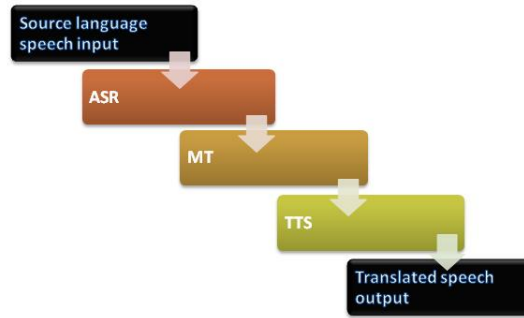 Source language
speech input
ASR
MT
TTS
Translated speech
output